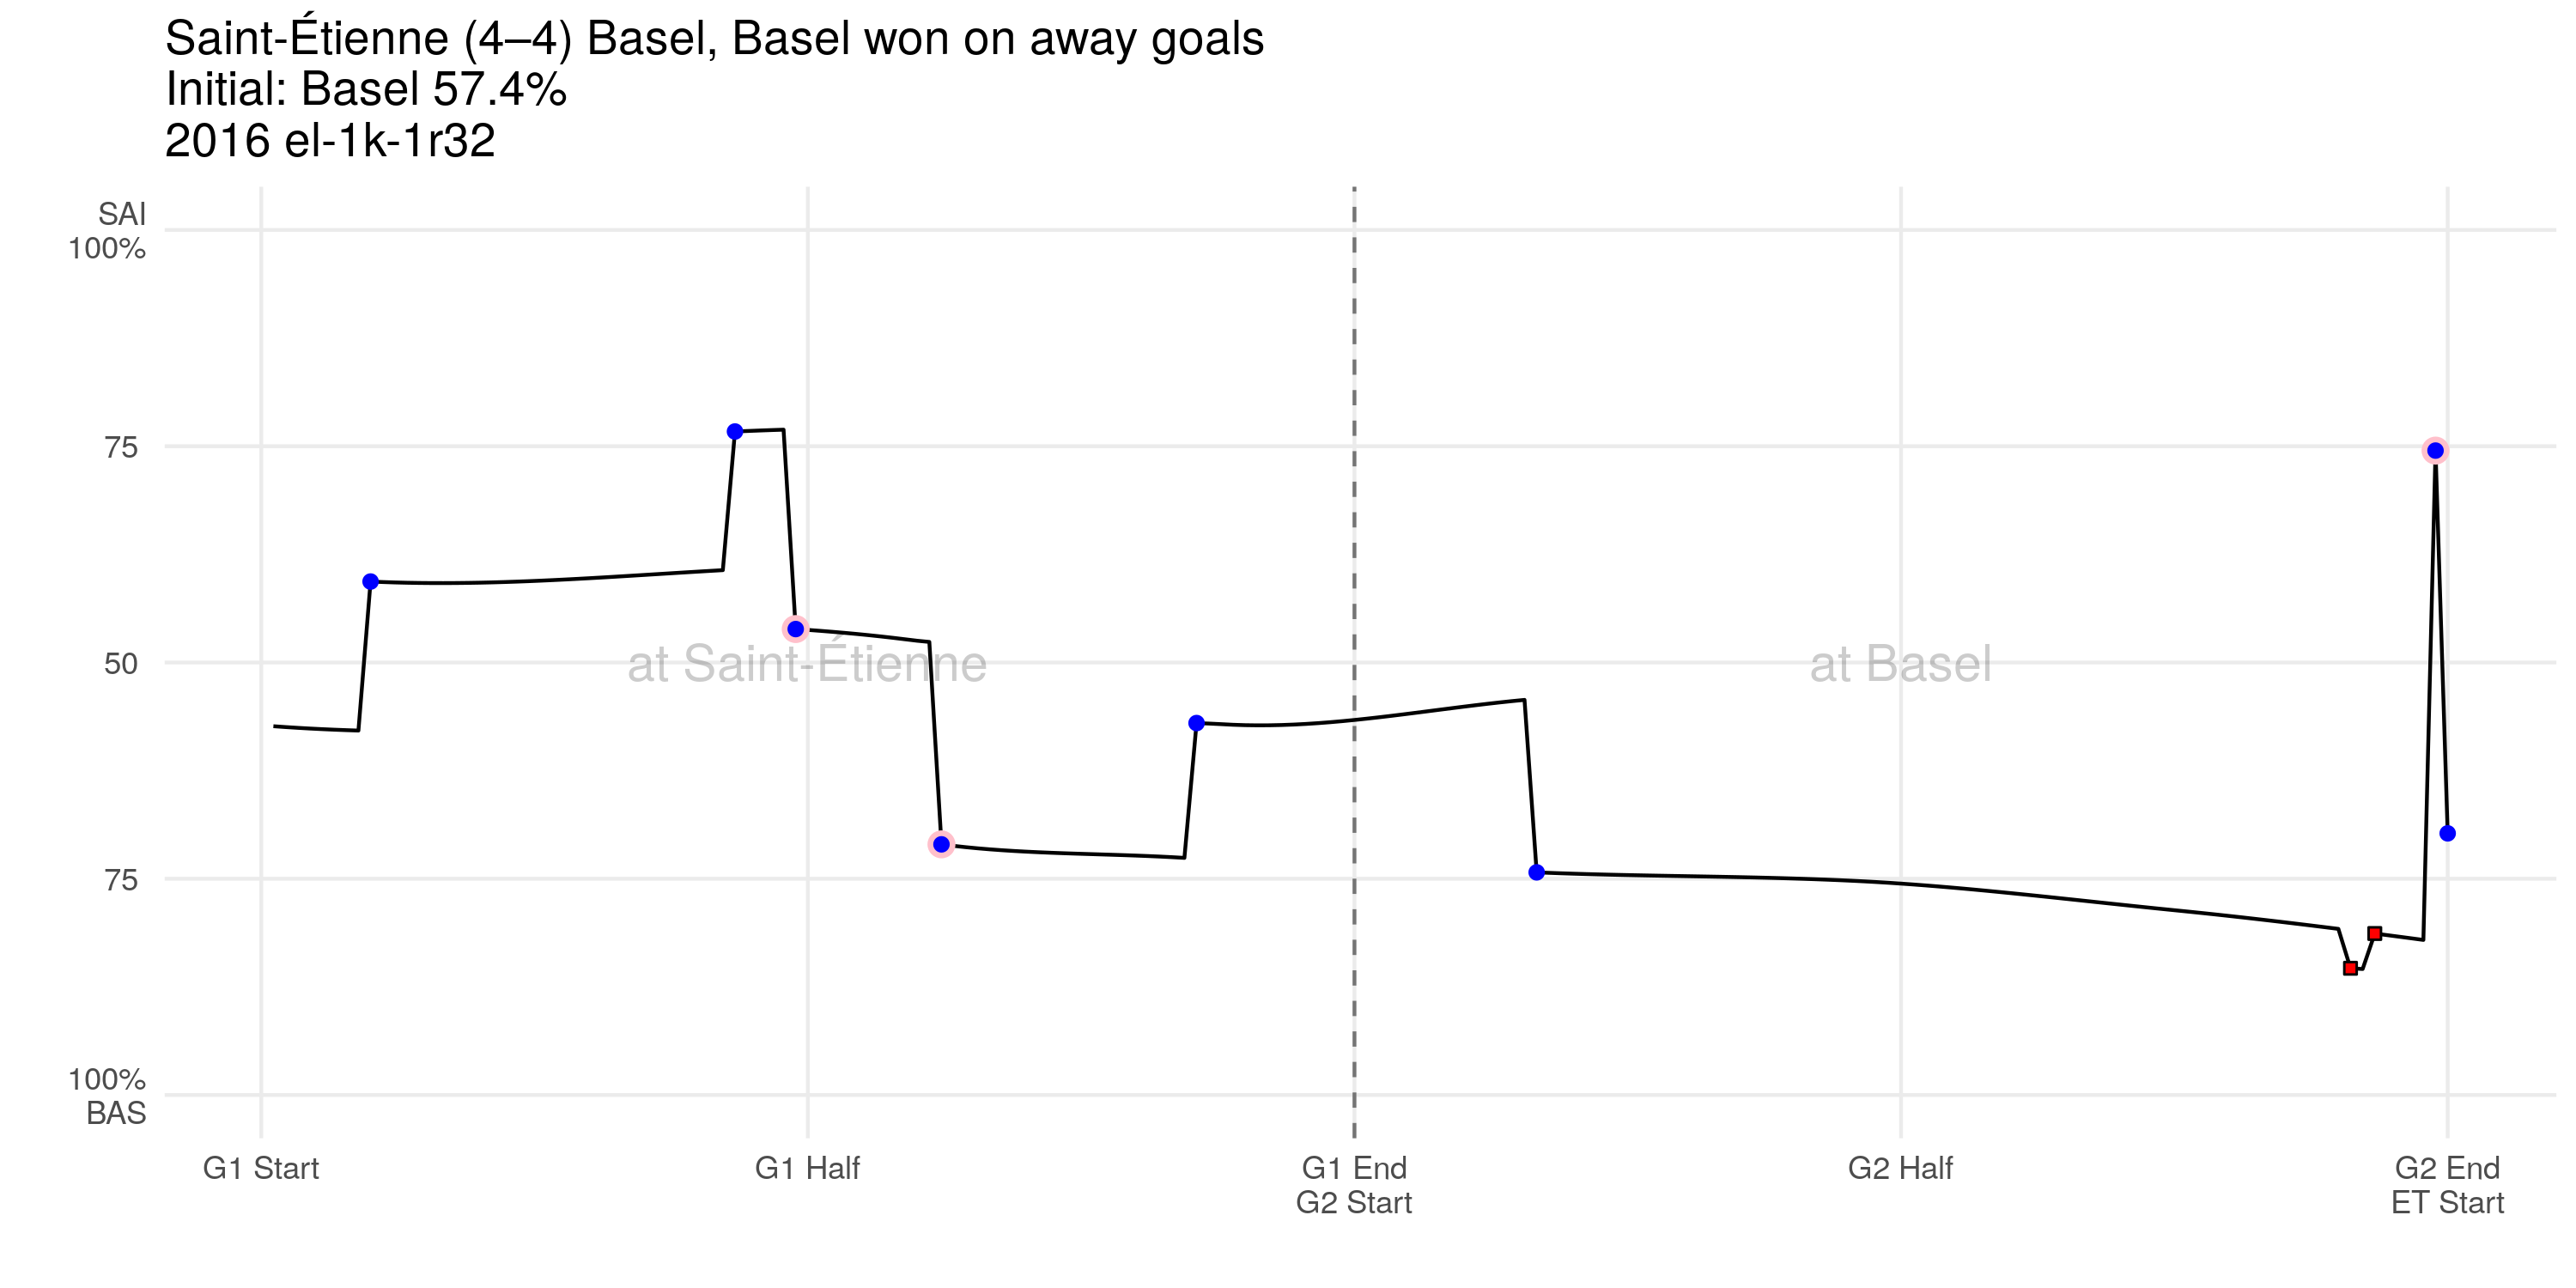 Saint-Étienne (4–4) Basel, Basel won on away goals
Initial: Basel 57.4%
2016 el-1k-1r32
SAI
100%
75
50
75
100%
BAS
at Saint-Étienne
at Basel
G1 Start
G1 Half
G1 End
G2 Start
G2 Half
G2 End
ET Start